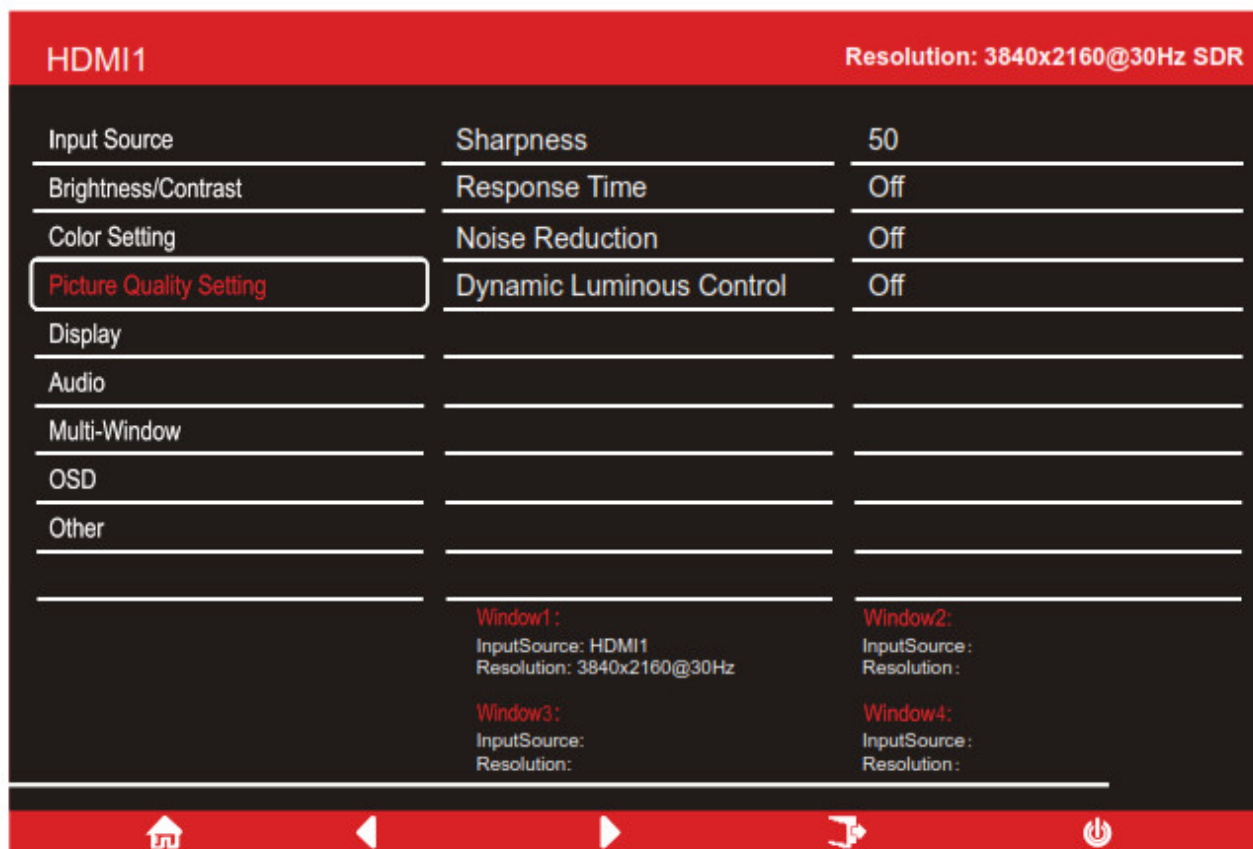 HDMI1
Resolution: 3840x2160@30Hz SDR
Input Source
Sharpness
50
Brightness/Contrast
Response Time
Off
Color Setting
Noise Reduction
Off
Picture Quality Setting
Dynamic Luminous Control
Off
Display
Audio
Multi-Window
OSD
Other
Window1:
InputSource: HDMI1
Resolution: 3840x2160@30Hz
Window2:
InputSource:
Resolution:
Window3:
InputSource:
Resolution:
Window4:
InputSource:
Resolution: